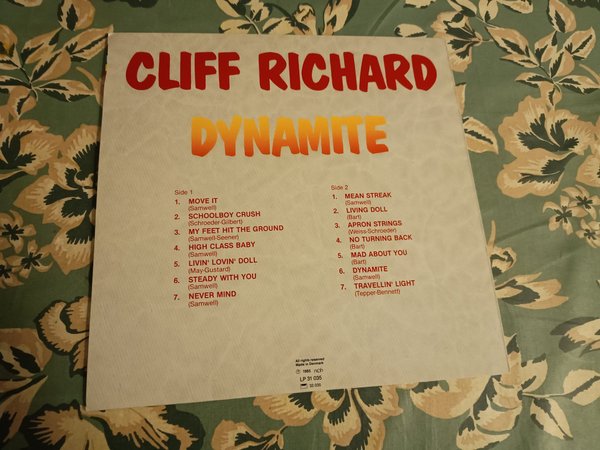 CLIFF RICHARD
DYNAMITE
Side 1
1. MOVE IT
(Samwell)
2. SCHOOLBOY CRUSH
(Schroeder-Gilbert)
3. MY FEET HIT THE GROUND
(Samwell-Seener)
4. HIGH CLASS BABY
(Samwell)
5. LIVIN' LOVIN' DOLL
(May-Gustard)
6. STEADY WITH YOU
(Samwell)
7. NEVER MIND
(Samwell)
Side 2
1. MEAN STREAK
(Samwell)
2. LIVING DOLL
(Bart)
3. APRON STRINGS
(Weiss-Schroeder)
4. NO TURNING BACK
(Bart)
5. MAD ABOUT YOU
(Bart)
6. DYNAMITE
(Samwell)
7. TRAVELLIN' LIGHT
(Tepper-Bennett)
All rights reserved
Made in Denmark
℗ 1985 ncb
LP 31 035